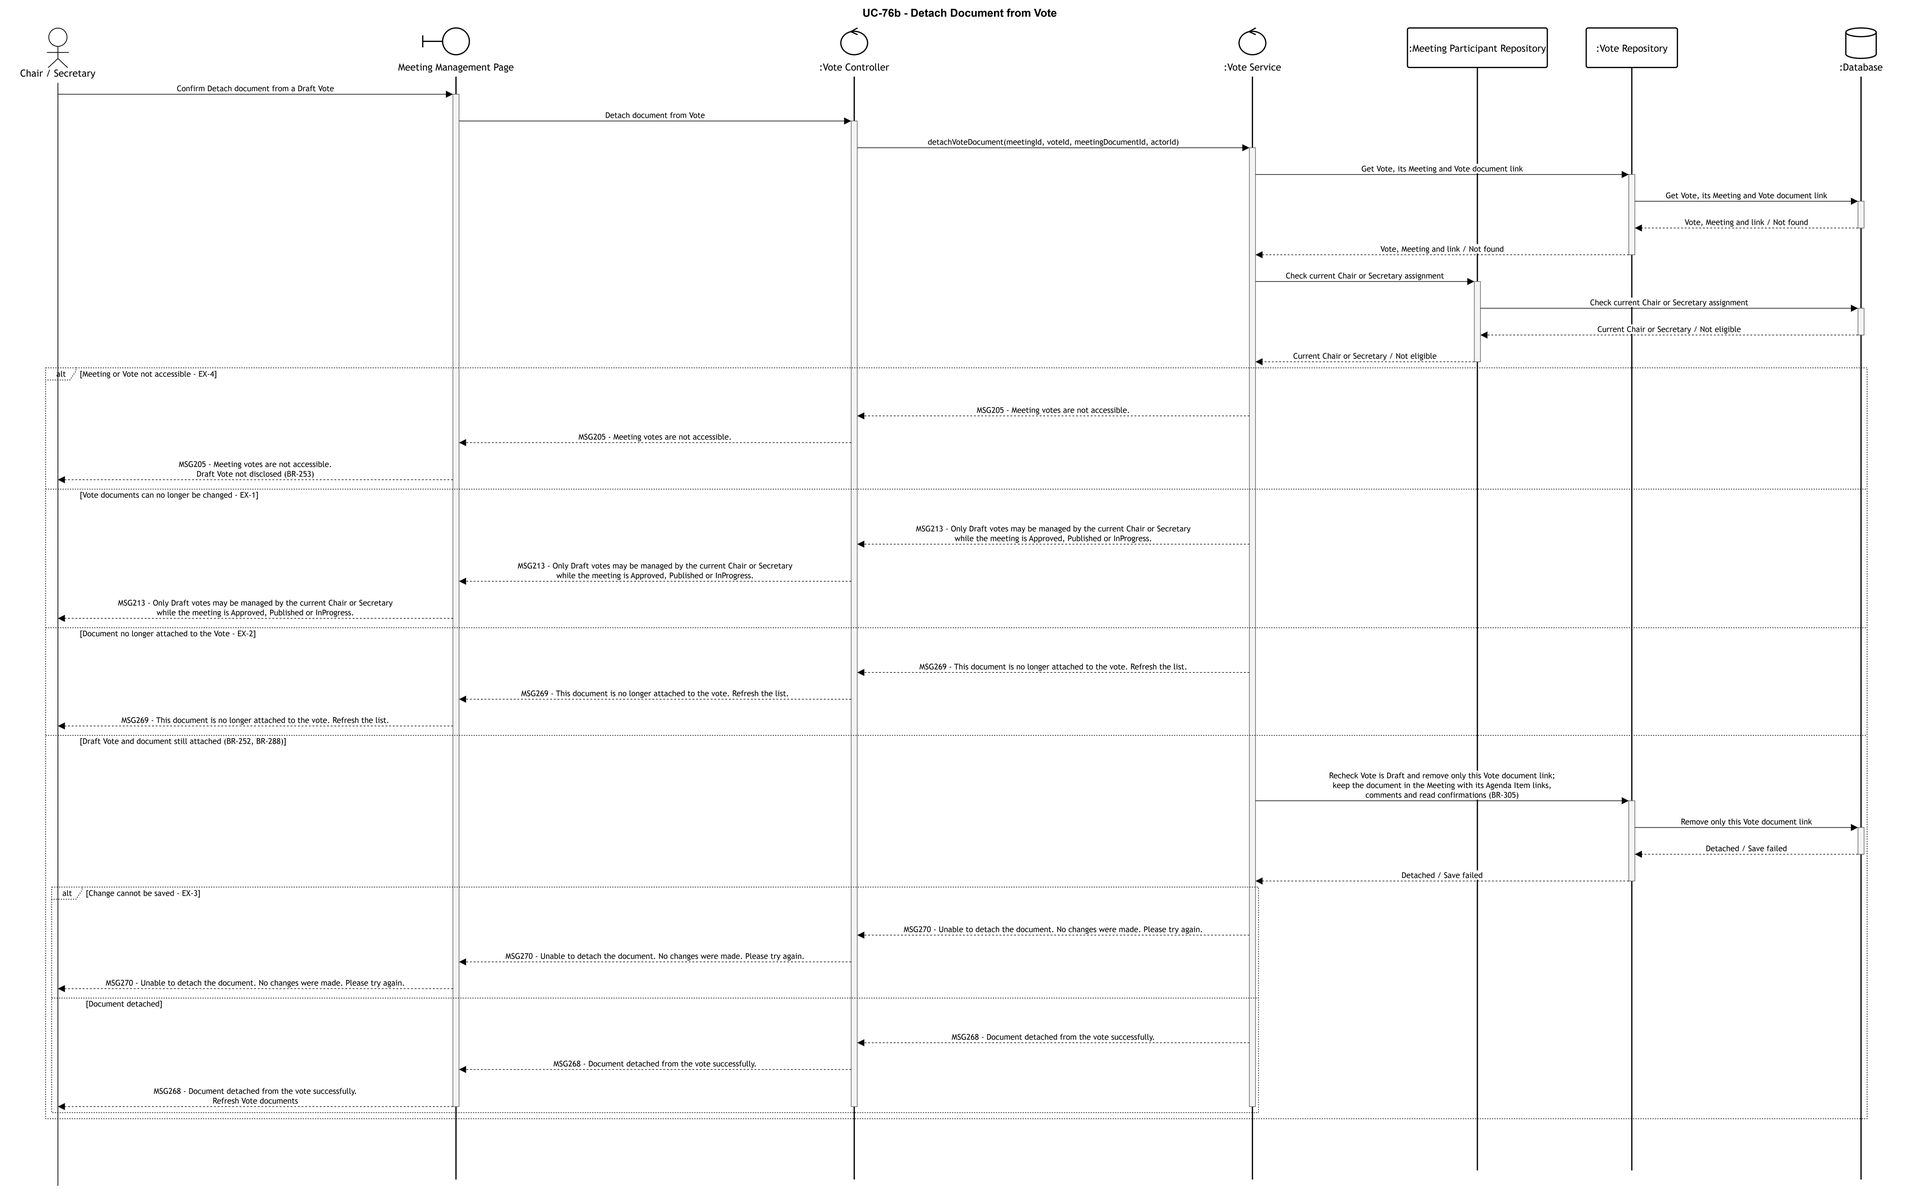 UC-76b - Detach Document from Vote
Chair / Secretary
Meeting Management Page
:Vote Controller
:Vote Service
:Meeting Participant Repository
:Vote Repository
:Database
Confirm Detach document from a Draft Vote
Detach document from Vote
detachVoteDocument(meetingId, voteId, meetingDocumentId, actorId)
Get Vote, its Meeting and Vote document link
Get Vote, its Meeting and Vote document link
Vote, Meeting and link / Not found
Vote, Meeting and link / Not found
Check current Chair or Secretary assignment
Check current Chair or Secretary assignment
Current Chair or Secretary / Not eligible
Current Chair or Secretary / Not eligible
alt [Meeting or Vote not accessible - EX-4]
MSG205 - Meeting votes are not accessible.
MSG205 - Meeting votes are not accessible.
MSG205 - Meeting votes are not accessible.
Draft Vote not disclosed (BR-253)
[Vote documents can no longer be changed - EX-1]
MSG213 - Only Draft votes may be managed by the current Chair or Secretary
while the meeting is Approved, Published or InProgress.
MSG213 - Only Draft votes may be managed by the current Chair or Secretary
while the meeting is Approved, Published or InProgress.
MSG213 - Only Draft votes may be managed by the current Chair or Secretary
while the meeting is Approved, Published or InProgress.
[Document no longer attached to the Vote - EX-2]
MSG269 - This document is no longer attached to the vote. Refresh the list.
MSG269 - This document is no longer attached to the vote. Refresh the list.
MSG269 - This document is no longer attached to the vote. Refresh the list.
[Draft Vote and document still attached (BR-252, BR-288)]
Recheck Vote is Draft and remove only this Vote document link;
keep the document in the Meeting with its Agenda Item links,
comments and read confirmations (BR-305)
Remove only this Vote document link
Detached / Save failed
Detached / Save failed
alt [Change cannot be saved - EX-3]
MSG270 - Unable to detach the document. No changes were made. Please try again.
MSG270 - Unable to detach the document. No changes were made. Please try again.
MSG270 - Unable to detach the document. No changes were made. Please try again.
[Document detached]
MSG268 - Document detached from the vote successfully.
MSG268 - Document detached from the vote successfully.
MSG268 - Document detached from the vote successfully.
Refresh Vote documents